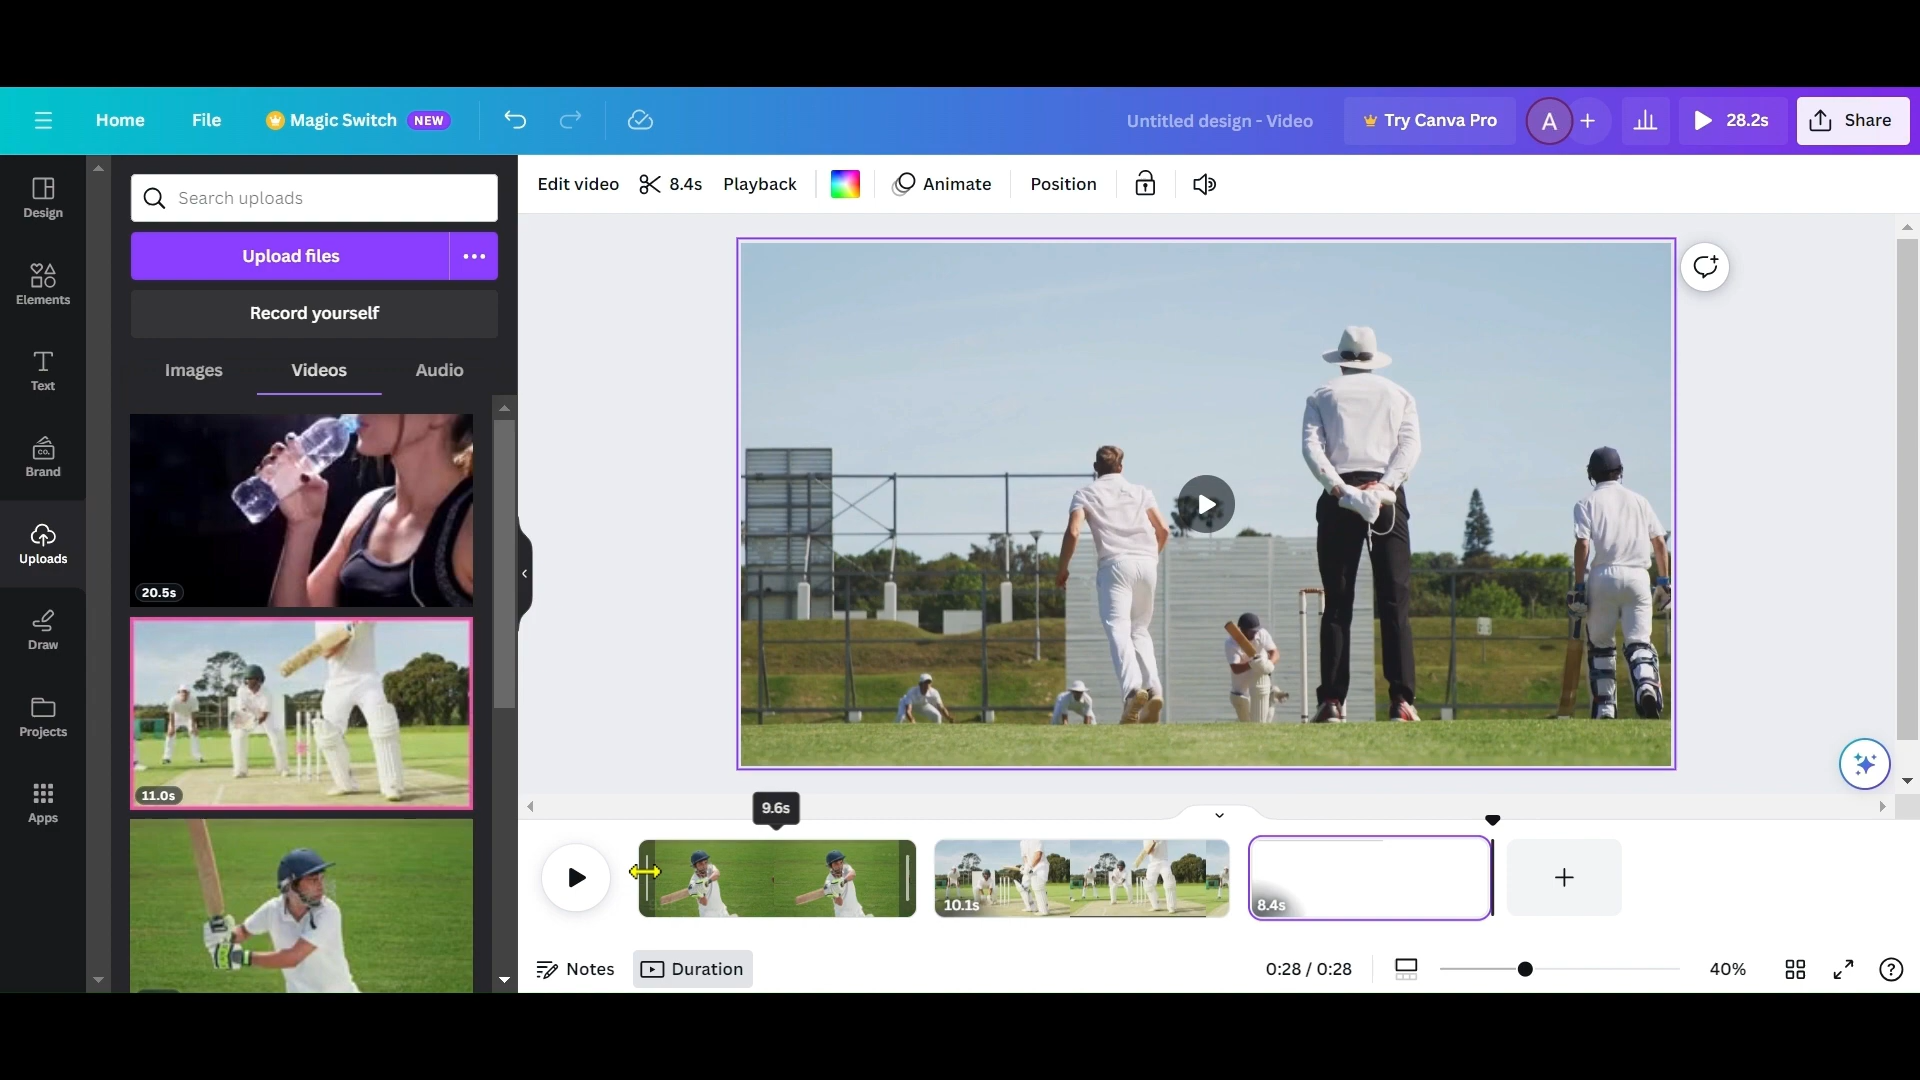 Home File Magic Switch NEW Untitled design - Video Try Canva Pro A 28.2s Share
Edit video 8.4s Playback Animate Position
Design
Elements
Text
CO.
Brand
Uploads
Draw
Projects
Apps
Search uploads
Upload files
Record yourself
Images Videos Audio
20.5s
11.0s
9.6s
10.1s
8.4s
Notes Duration 0:28 / 0:28 40%